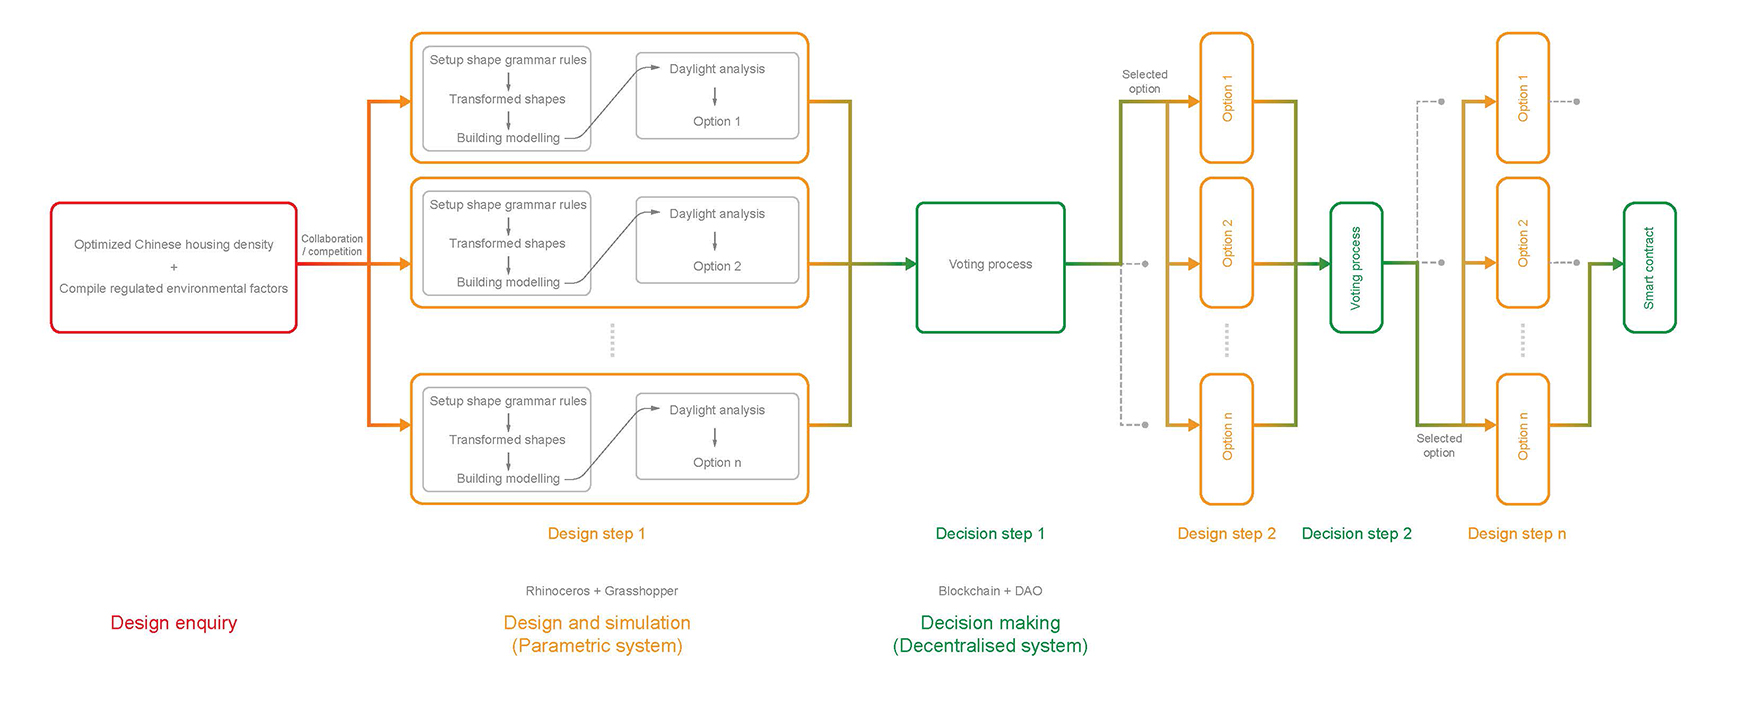 Optimized Chinese housing density
+
Compile regulated environmental factors
Collaboration
/ competition
Setup shape grammar rules
Transformed shapes
Building modelling
Daylight analysis
Option 1
Setup shape grammar rules
Transformed shapes
Building modelling
Daylight analysis
Option 2
Setup shape grammar rules
Transformed shapes
Building modelling
Daylight analysis
Option n
Voting process
Selected
option
Option 1
Option 2
Option n
Voting process
Selected
option
Option 1
Option 2
Option n
Smart contract
Design step 1
Decision step 1
Design step 2
Decision step 2
Design step n
Rhinoceros + Grasshopper
Blockchain + DAO
Design enquiry
Design and simulation
(Parametric system)
Decision making
(Decentralised system)